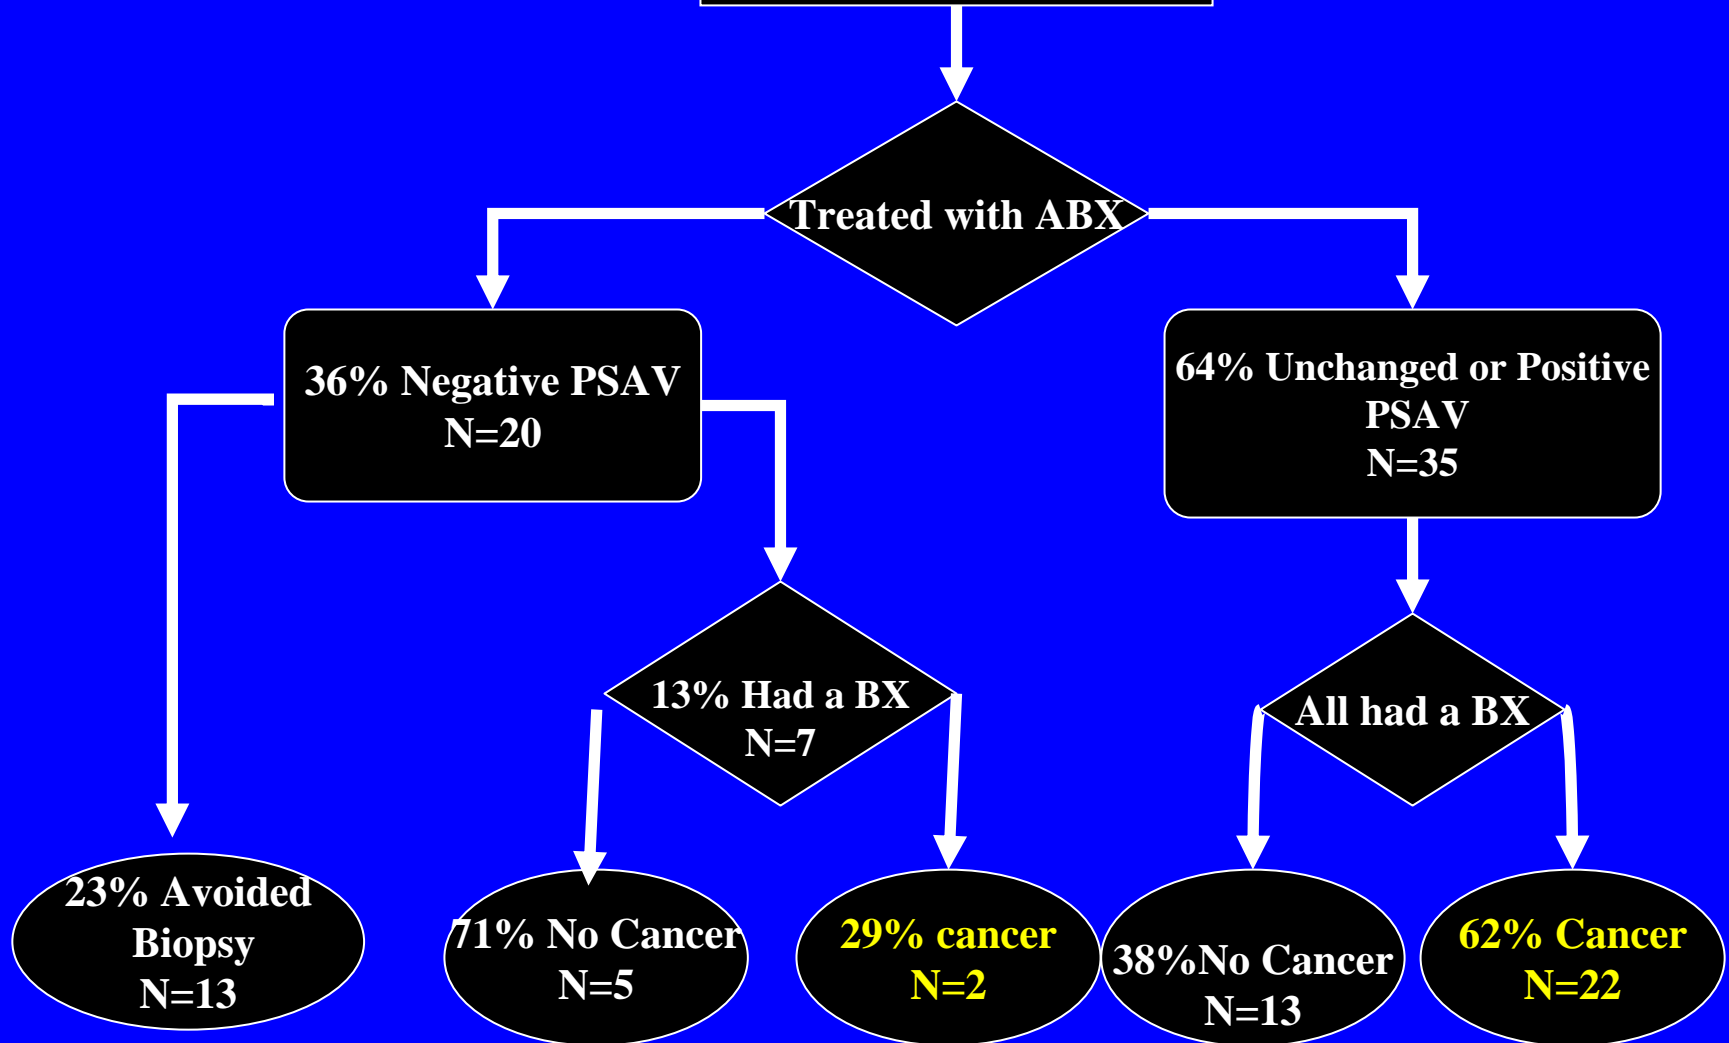 Treated with ABX
36% Negative PSAV
N=20
64% Unchanged or Positive
PSAV
N=35
13% Had a BX
N=7
All had a BX
23% Avoided
Biopsy
N=13
71% No Cancer
N=5
29% cancer
N=2
38%No Cancer
N=13
62% Cancer
N=22